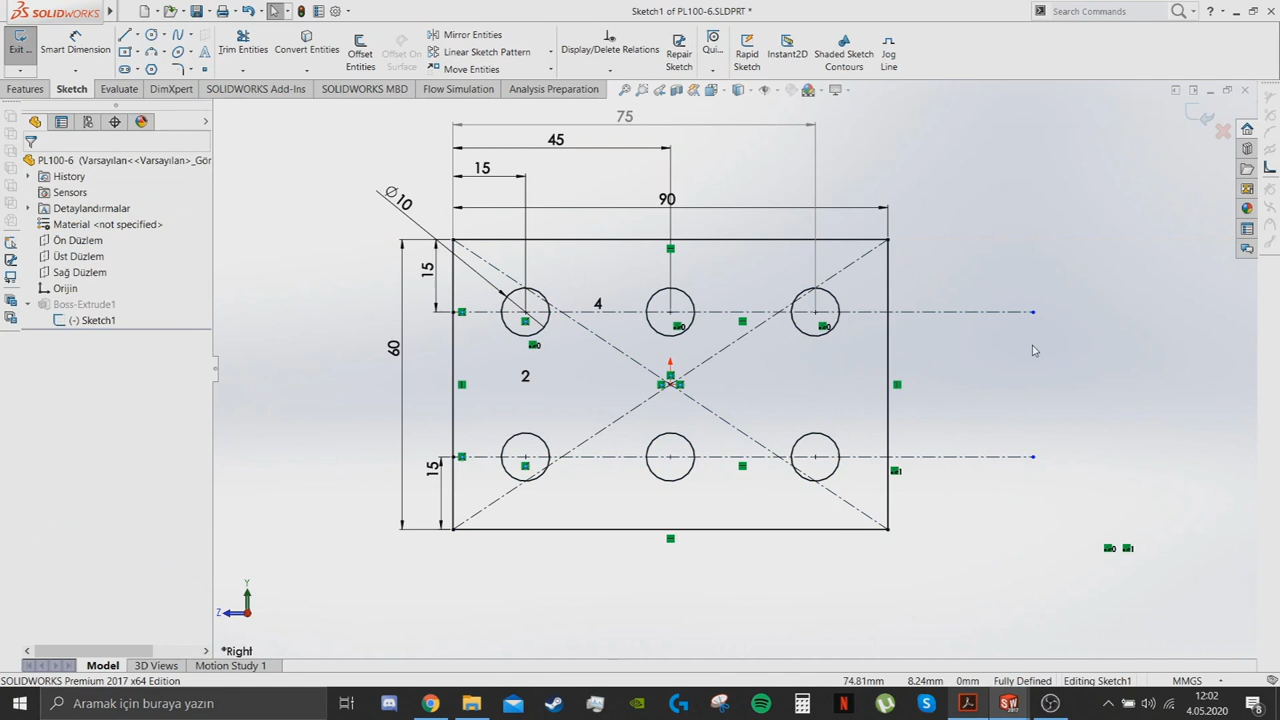 SOLIDWORKS
Sketch1 of PL100-6.SLDPRT *
Search Commands
?
Exit ...
Smart Dimension
Trim Entities
Convert Entities
Offset Entities
Offset On Surface
Mirror Entities
Linear Sketch Pattern
Move Entities
Display/Delete Relations
Repair Sketch
Qui...
Rapid Sketch
Instant2D
Shaded Sketch Contours
Jog Line
Features
Sketch
Evaluate
DimXpert
SOLIDWORKS Add-Ins
SOLIDWORKS MBD
Flow Simulation
Analysis Preparation
PL100-6 (Varsayılan<<Varsayılan>_Gör
History
Sensors
Detaylandırmalar
Material <not specified>
Ön Düzlem
Üst Düzlem
Sağ Düzlem
Orijin
Boss-Extrude1
(-) Sketch1
75
45
15
90
Ø10
15
4
60
2
15
Y
Z
*Right
Model
3D Views
Motion Study 1
SOLIDWORKS Premium 2017 x64 Edition
74.81mm
8.24mm
0mm
Fully Defined
Editing Sketch1
MMGS
Aramak için buraya yazın
12:02
4.05.2020
8